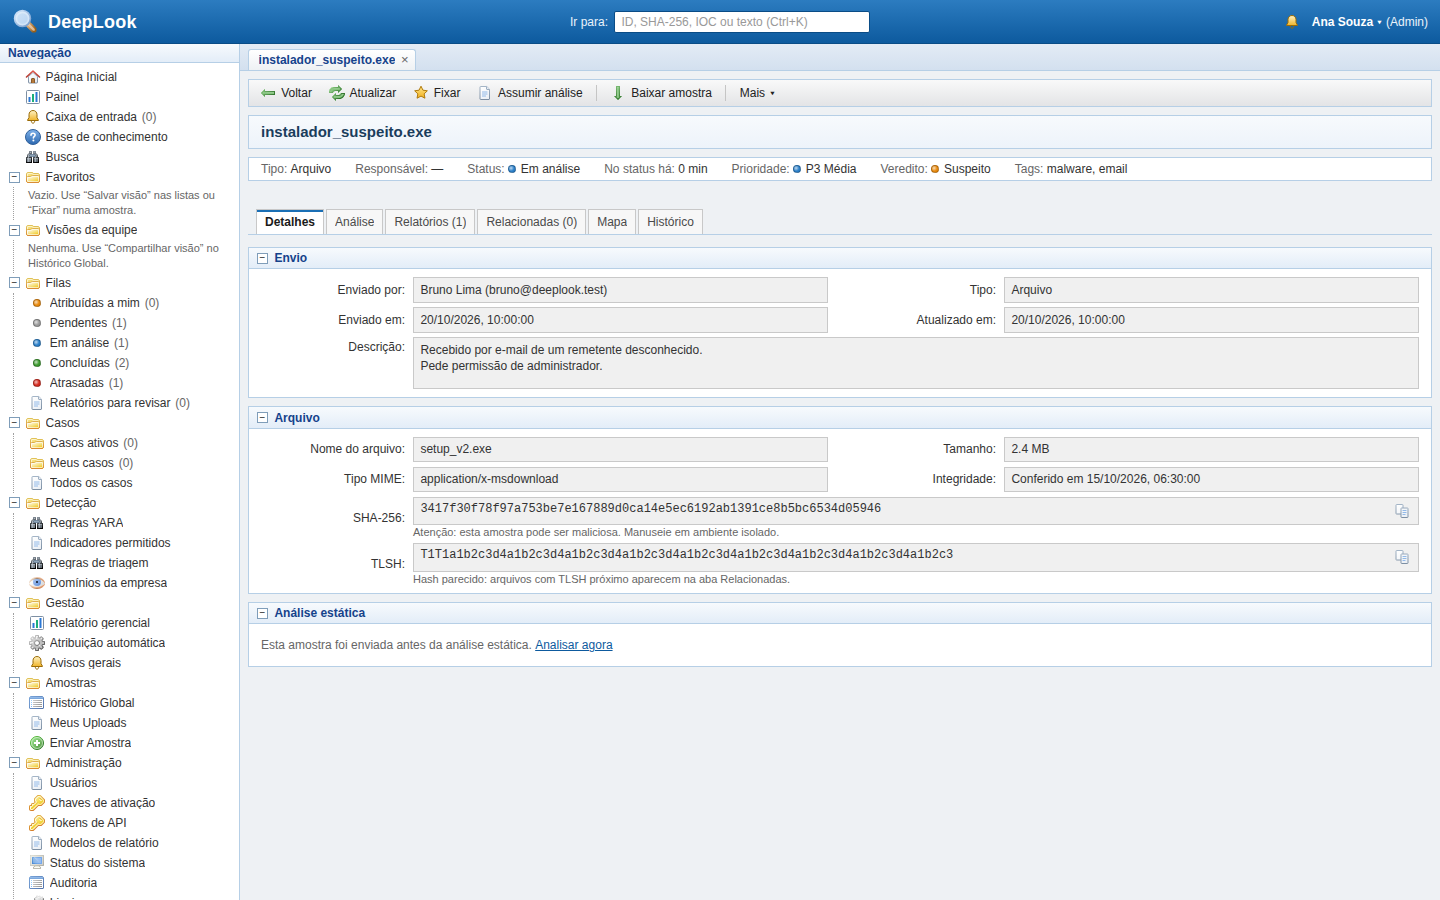 DeepLook
Ir para: ID, SHA-256, IOC ou texto (Ctrl+K)
Ana Souza (Admin)
Navegação
Página Inicial
Painel
Caixa de entrada (0)
Base de conhecimento
Busca
Favoritos
Vazio. Use “Salvar visão” nas listas ou
“Fixar” numa amostra.
Visões da equipe
Nenhuma. Use “Compartilhar visão” no
Histórico Global.
Filas
Atribuídas a mim (0)
Pendentes (1)
Em análise (1)
Concluídas (2)
Atrasadas (1)
Relatórios para revisar (0)
Casos
Casos ativos (0)
Meus casos (0)
Todos os casos
Detecção
Regras YARA
Indicadores permitidos
Regras de triagem
Domínios da empresa
Gestão
Relatório gerencial
Atribuição automática
Avisos gerais
Amostras
Histórico Global
Meus Uploads
Enviar Amostra
Administração
Usuários
Chaves de ativação
Tokens de API
Modelos de relatório
Status do sistema
Auditoria
instalador_suspeito.exe ×
Voltar Atualizar Fixar Assumir análise Baixar amostra Mais
instalador_suspeito.exe
Tipo: Arquivo Responsável: — Status: Em análise No status há: 0 min Prioridade: P3 Média Veredito: Suspeito Tags: malware, email
Detalhes Análise Relatórios (1) Relacionadas (0) Mapa Histórico
Envio
Enviado por: Bruno Lima (bruno@deeplook.test) Tipo: Arquivo
Enviado em: 20/10/2026, 10:00:00 Atualizado em: 20/10/2026, 10:00:00
Descrição: Recebido por e-mail de um remetente desconhecido.
Pede permissão de administrador.
Arquivo
Nome do arquivo: setup_v2.exe Tamanho: 2.4 MB
Tipo MIME: application/x-msdownload Integridade: Conferido em 15/10/2026, 06:30:00
SHA-256: 3417f30f78f97a753be7e167889d0ca14e5ec6192ab1391ce8b5bc6534d05946
Atenção: esta amostra pode ser maliciosa. Manuseie em ambiente isolado.
TLSH: T1T1a1b2c3d4a1b2c3d4a1b2c3d4a1b2c3d4a1b2c3d4a1b2c3d4a1b2c3d4a1b2c3d4a1b2c3
Hash parecido: arquivos com TLSH próximo aparecem na aba Relacionadas.
Análise estática
Esta amostra foi enviada antes da análise estática. Analisar agora